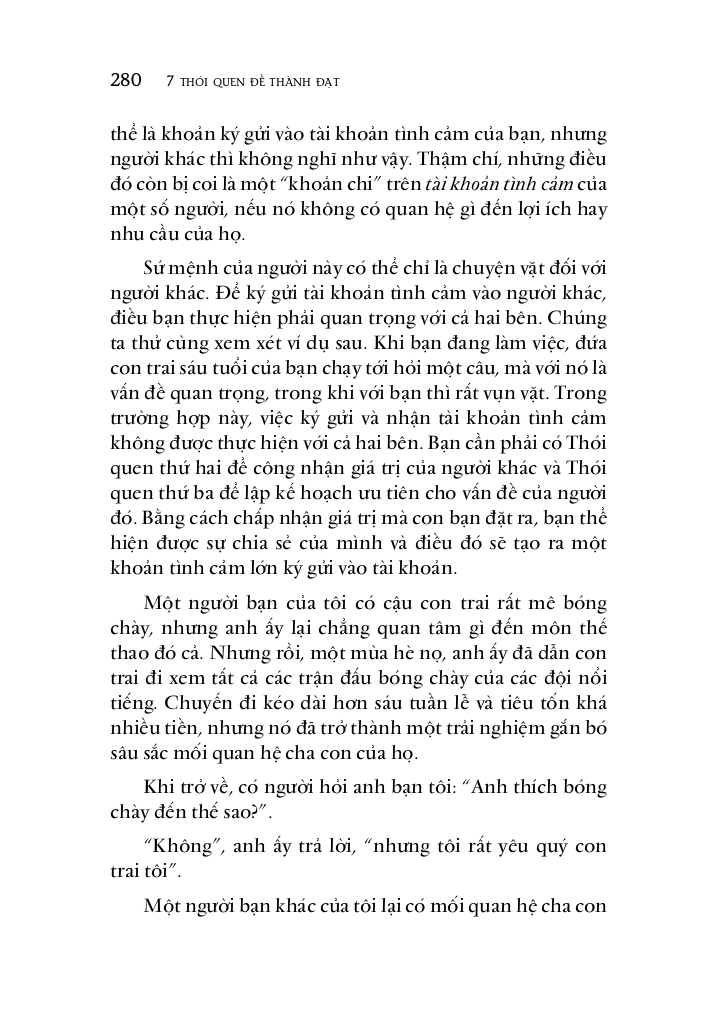 280 7 THÓI QUEN ĐỂ THÀNH ĐẠT
thể là khoản ký gửi vào tài khoản tình cảm của bạn, nhưng
người khác thì không nghĩ như vậy. Thậm chí, những điều
đó còn bị coi là một “khoản chi” trên tài khoản tình cảm của
một số người, nếu nó không có quan hệ gì đến lợi ích hay
nhu cầu của họ.
Sứ mệnh của người này có thể chỉ là chuyện vặt đối với
người khác. Để ký gửi tài khoản tình cảm vào người khác,
điều bạn thực hiện phải quan trọng với cả hai bên. Chúng
ta thử cùng xem xét ví dụ sau. Khi bạn đang làm việc, đứa
con trai sáu tuổi của bạn chạy tới hỏi một câu, mà với nó là
vấn đề quan trọng, trong khi với bạn thì rất vụn vặt. Trong
trường hợp này, việc ký gửi và nhận tài khoản tình cảm
không được thực hiện với cả hai bên. Bạn cần phải có Thói
quen thứ hai để công nhận giá trị của người khác và Thói
quen thứ ba để lập kế hoạch ưu tiên cho vấn đề của người
đó. Bằng cách chấp nhận giá trị mà con bạn đặt ra, bạn thể
hiện được sự chia sẻ của mình và điều đó sẽ tạo ra một
khoản tình cảm lớn ký gửi vào tài khoản.
Một người bạn của tôi có cậu con trai rất mê bóng
chày, nhưng anh ấy lại chẳng quan tâm gì đến môn thể
thao đó cả. Nhưng rồi, một mùa hè nọ, anh ấy đã dẫn con
trai đi xem tất cả các trận đấu bóng chày của các đội nổi
tiếng. Chuyến đi kéo dài hơn sáu tuần lễ và tiêu tốn khá
nhiều tiền, nhưng nó đã trở thành một trải nghiệm gắn bó
sâu sắc mối quan hệ cha con của họ.
Khi trở về, có người hỏi anh bạn tôi: “Anh thích bóng
chày đến thế sao?”.
“Không”, anh ấy trả lời, “nhưng tôi rất yêu quý con
trai tôi”.
Một người bạn khác của tôi lại có mối quan hệ cha con